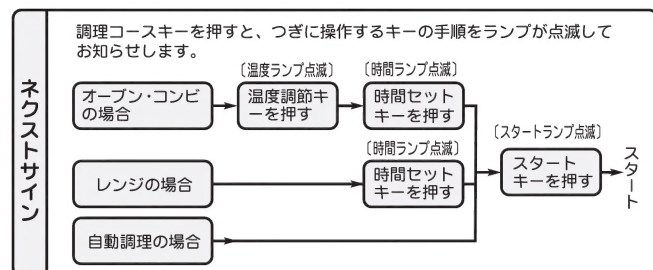 ネクストサイン
調理コースキーを押すと、つぎに操作するキーの手順をランプが点滅して
お知らせします。
〔温度ランプ点滅〕
〔時間ランプ点滅〕
オーブン・コンビ
の場合
温度調節キ
ーを押す
時間セット
キーを押す
〔時間ランプ点滅〕
レンジの場合
時間セット
キーを押す
自動調理の場合
〔スタートランプ点滅〕
スタート
キーを押す
スタート